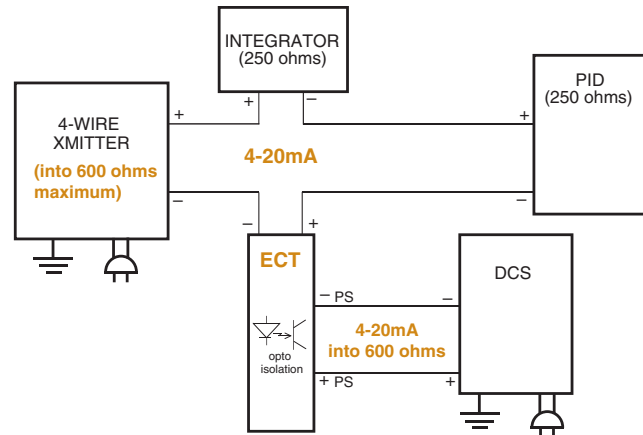 INTEGRATOR
(250 ohms)
+
−
4-WIRE
XMITTER
(into 600 ohms
maximum)
+
−
4-20mA
PID
(250 ohms)
+
−
−
+
ECT
opto
isolation
− PS
+ PS
4-20mA
into 600 ohms
DCS
−
+